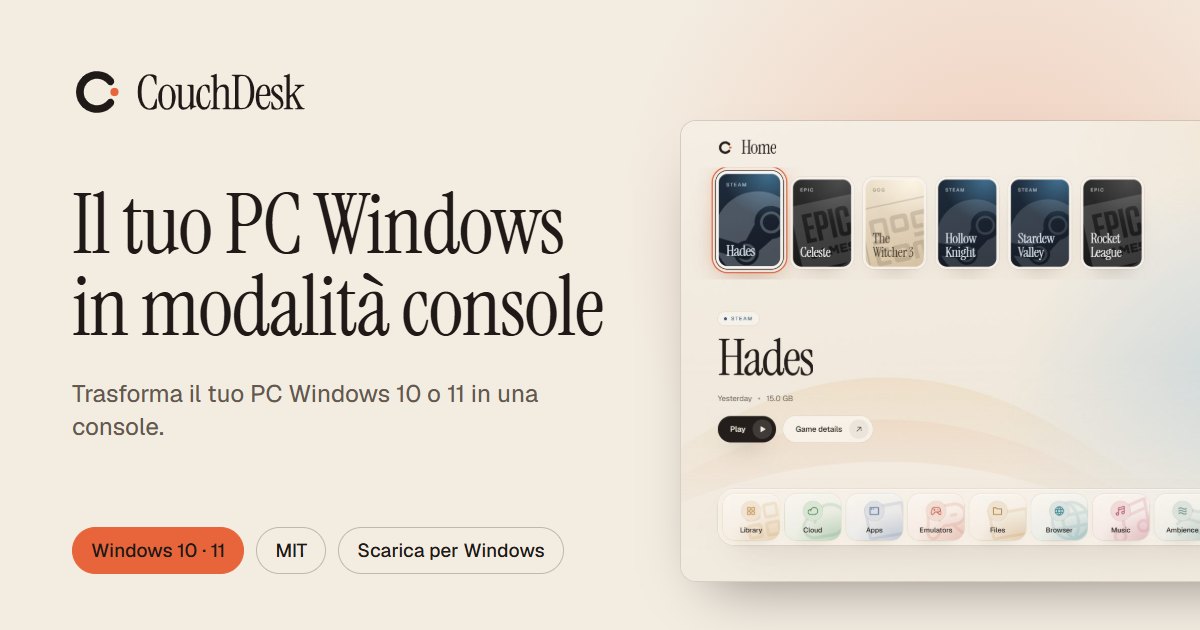 CouchDesk
Il tuo PC Windows
in modalità console
Trasforma il tuo PC Windows 10 o 11 in una
console.
Windows 10 · 11
MIT
Scarica per Windows
Home
STEAM
Hades
EPIC
EPIC
Celeste
GOG
The
Witcher 3
STEAM
Hollow
Knight
STEAM
Stardew
Valley
EPIC
EPIC
Rocket
League
• STEAM
Hades
Yesterday • 15.0 GB
Play
Game details
Library
Cloud
Apps
Emulators
Files
Browser
Music
Ambience